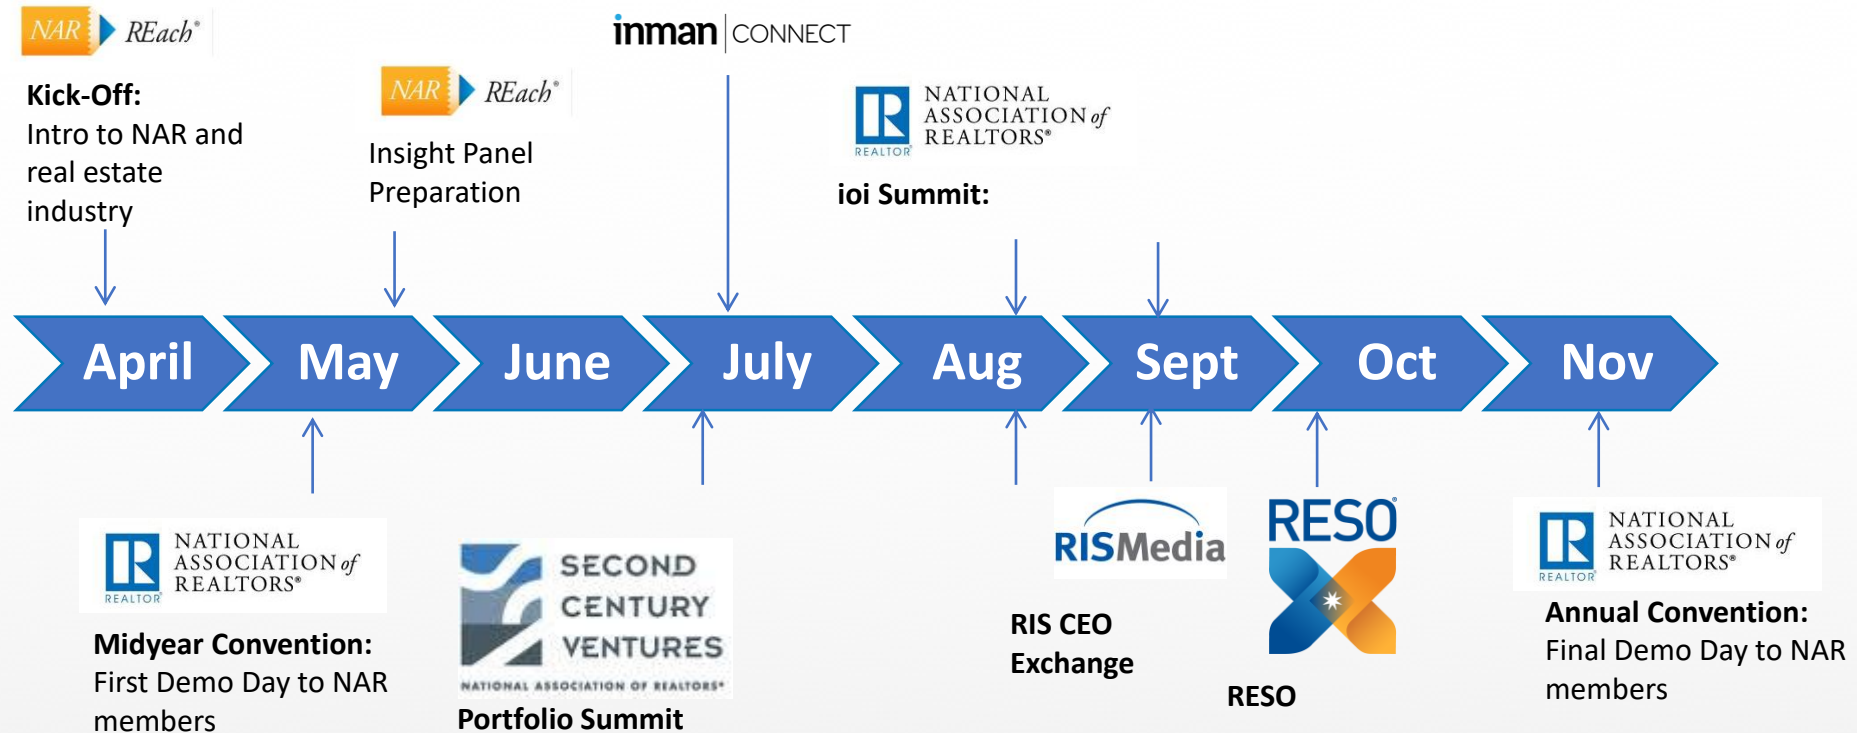 NAR REach®
Kick-Off:
Intro to NAR and
real estate
industry
NAR REach®
Insight Panel
Preparation
inman CONNECT
REALTOR®
NATIONAL
ASSOCIATION of
REALTORS®
ioi Summit:
April
May
June
July
Aug
Sept
Oct
Nov
REALTOR®
NATIONAL
ASSOCIATION of
REALTORS®
Midyear Convention:
First Demo Day to NAR
members
SECOND
CENTURY
VENTURES
NATIONAL ASSOCIATION OF REALTORS®
Portfolio Summit
RISMedia
RIS CEO
Exchange
RESO®
RESO
REALTOR®
NATIONAL
ASSOCIATION of
REALTORS®
Annual Convention:
Final Demo Day to NAR
members